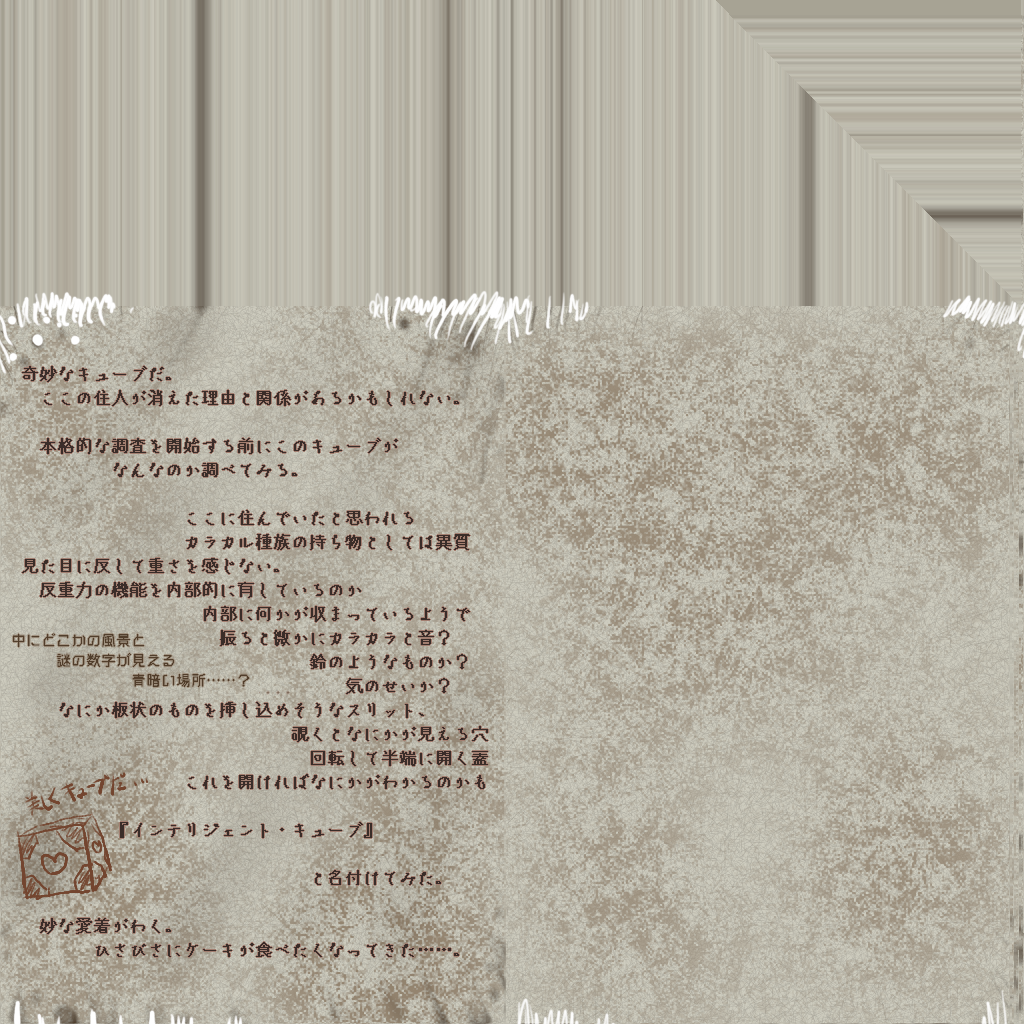 奇妙なキューブだ。
ここの住人が消えた理由と関係があるかもしれない。
本格的な調査を開始する前にこのキューブが
なんなのか調べてみる。
ここに住んでいたと思われる
カラカル種族の持ち物としては異質
見た目に反して重さを感じない。
反重力の機能を内部的に有しているのか
内部に何かが収まっているようで
振ると微かにカラカラと音？
鈴のようなものか？
気のせいか？
中にどこかの風景と
謎の数字が見える
青暗い場所……？
なにか板状のものを挿し込めそうなスリット、
覗くとなにかが見える穴
回転して半端に開く蓋
これを開ければなにかがわかるのかも
キューブだ…
『インテリジェント・キューブ』
と名付けてみた。
妙な愛着がわく。
ひさびさにケーキが食べたくなってきた……。